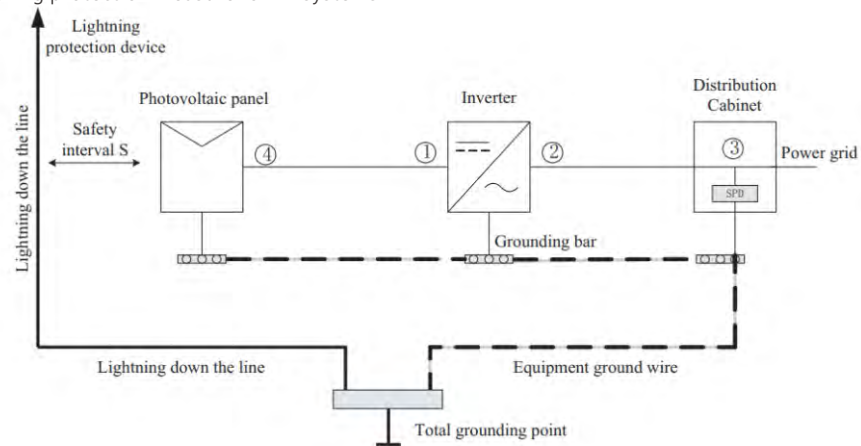 Lightning
protection device
Photovoltaic panel
Inverter
Distribution
Cabinet
Safety
interval S
④
①
②
③
Power grid
SPD
Lightning down the line
Grounding bar
Lightning down the line
Equipment ground wire
Total grounding point